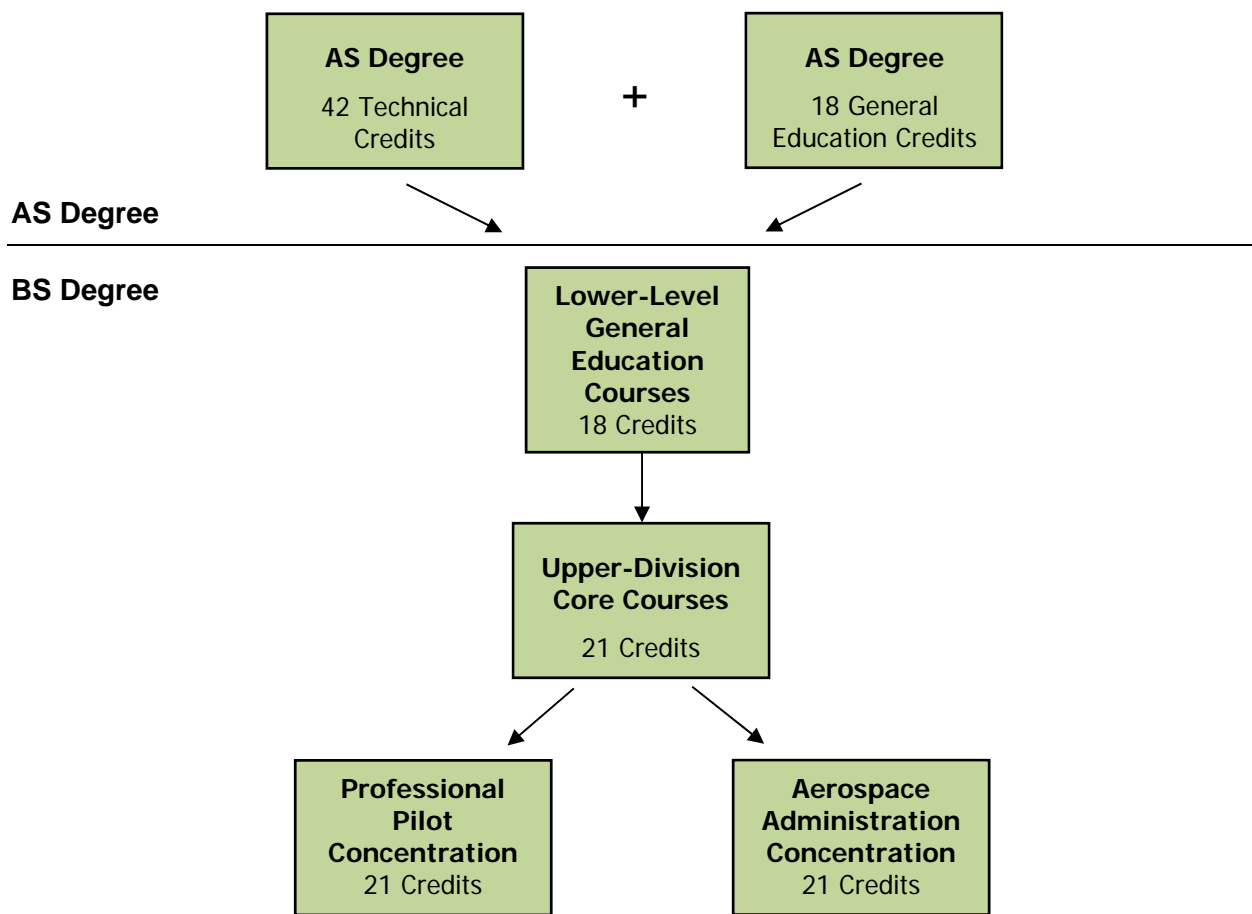 AS Degree
42 Technical
Credits
+
AS Degree
18 General
Education Credits
AS Degree
BS Degree
Lower-Level
General
Education
Courses
18 Credits
Upper-Division
Core Courses
21 Credits
Professional
Pilot
Concentration
21 Credits
Aerospace
Administration
Concentration
21 Credits